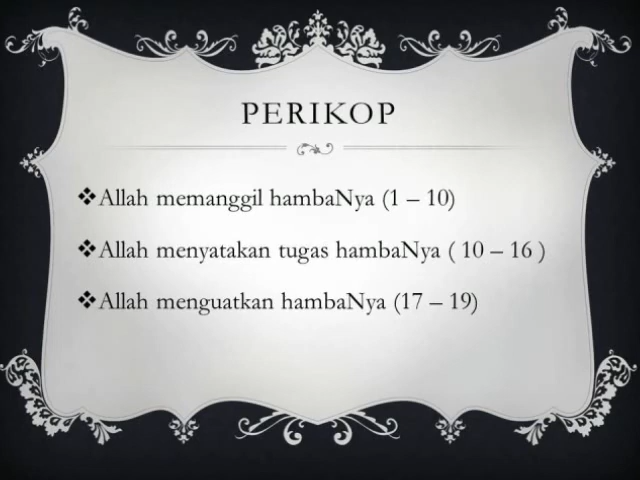 PERIKOP
❖Allah memanggil hambaNya (1 – 10)
❖Allah menyatakan tugas hambaNya ( 10 – 16 )
❖Allah menguatkan hambaNya (17 – 19)